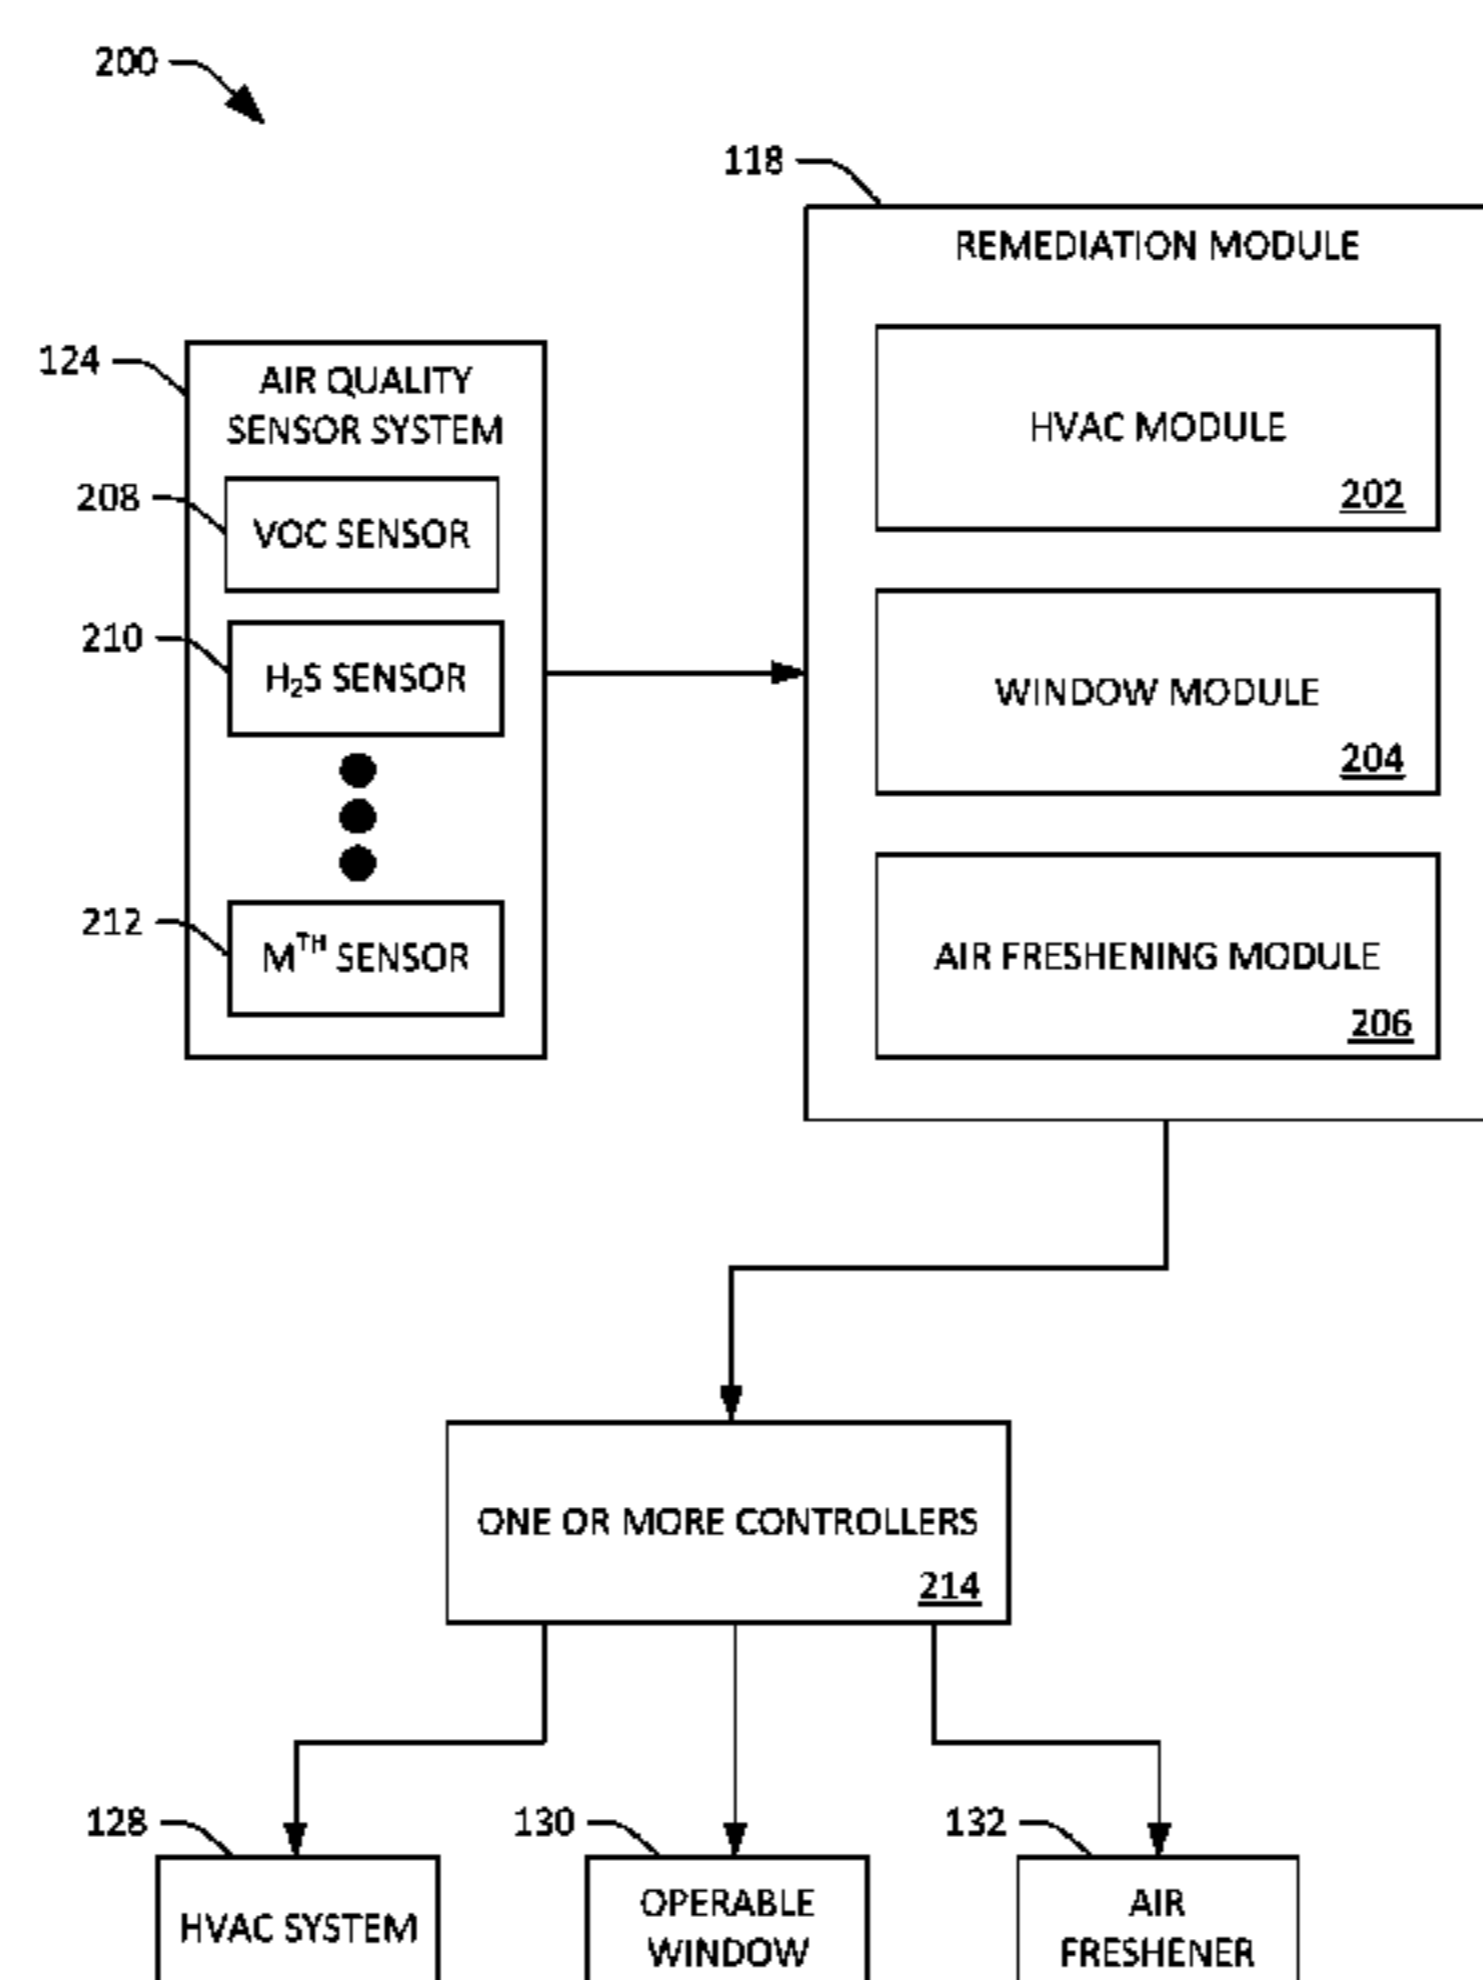 200
118
REMEDIATION MODULE
HVAC MODULE
202
WINDOW MODULE
204
AIR FRESHENING MODULE
206
124
AIR QUALITY
SENSOR SYSTEM
208
VOC SENSOR
210
H₂S SENSOR
212
Mᵀᴴ SENSOR
ONE OR MORE CONTROLLERS
214
128
HVAC SYSTEM
130
OPERABLE
WINDOW
132
AIR
FRESHENER